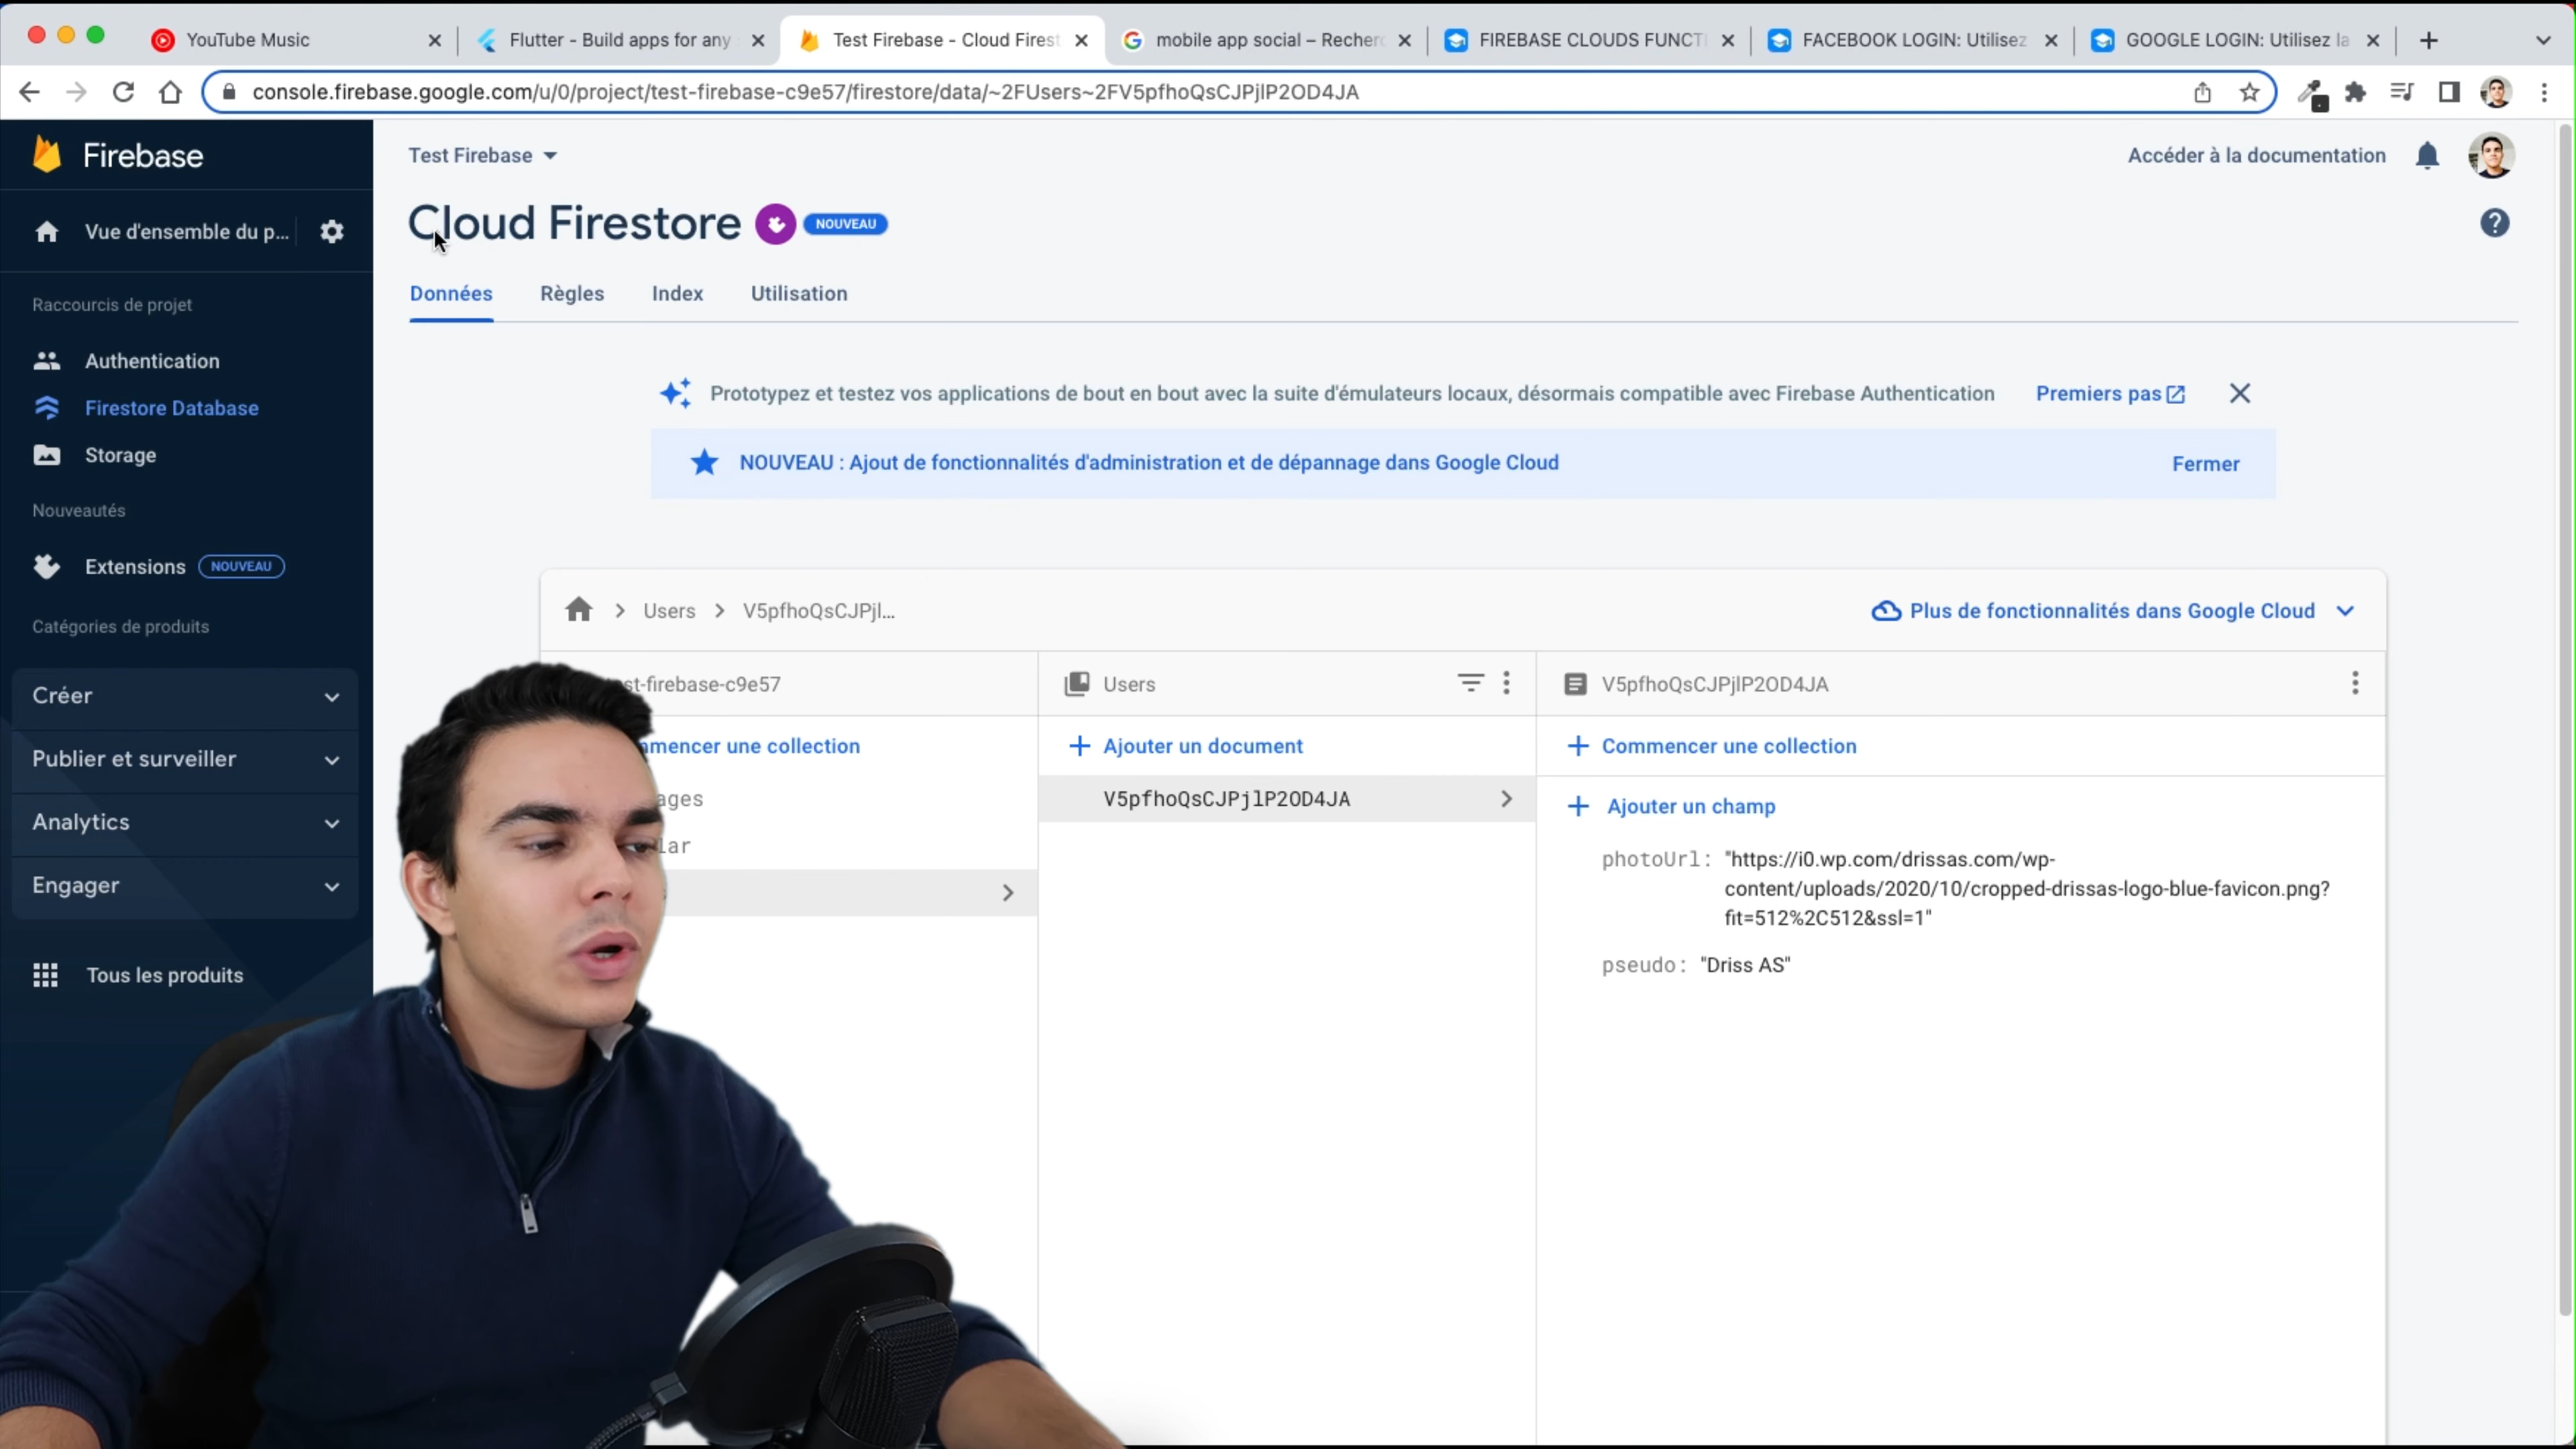 YouTube Music
Flutter - Build apps for any
Test Firebase - Cloud Firest
mobile app social – Recher
FIREBASE CLOUDS FUNCTI
FACEBOOK LOGIN: Utilisez
GOOGLE LOGIN: Utilisez la
console.firebase.google.com/u/0/project/test-firebase-c9e57/firestore/data/~2FUsers~2FV5pfhoQsCJPjlP2OD4JA
Firebase
Vue d'ensemble du p...
Raccourcis de projet
Authentication
Firestore Database
Storage
Nouveautés
Extensions NOUVEAU
Catégories de produits
Créer
Publier et surveiller
Analytics
Engager
Tous les produits
Test Firebase
Accéder à la documentation
Cloud Firestore NOUVEAU
Données Règles Index Utilisation
Prototypez et testez vos applications de bout en bout avec la suite d'émulateurs locaux, désormais compatible avec Firebase Authentication Premiers pas
NOUVEAU : Ajout de fonctionnalités d'administration et de dépannage dans Google Cloud Fermer
Users > V5pfhoQsCJPjl...
Plus de fonctionnalités dans Google Cloud
st-firebase-c9e57
mencer une collection
ages
lar
Users
+ Ajouter un document
V5pfhoQsCJPjlP2OD4JA
V5pfhoQsCJPjlP2OD4JA
+ Commencer une collection
+ Ajouter un champ
photoUrl: "https://i0.wp.com/drissas.com/wp-
content/uploads/2020/10/cropped-drissas-logo-blue-favicon.png?
fit=512%2C512&ssl=1"
pseudo: "Driss AS"